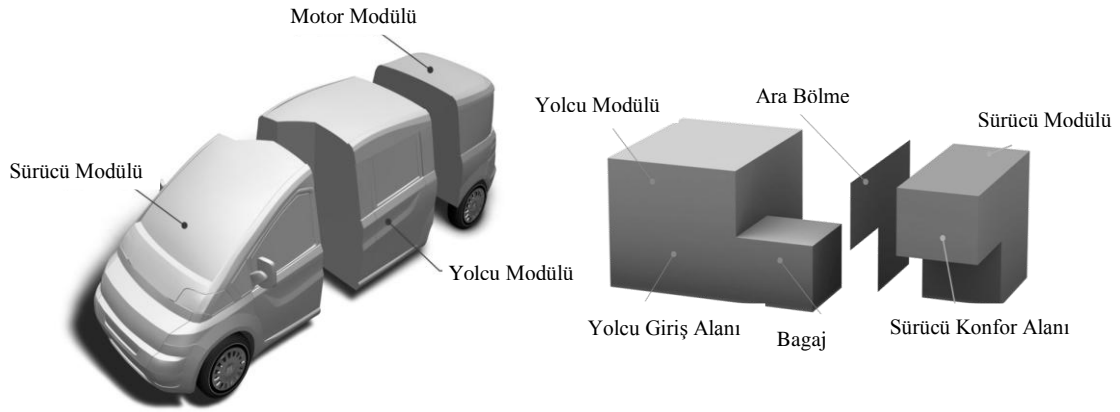 Motor Modülü
Sürücü Modülü
Yolcu Modülü
Yolcu Modülü
Ara Bölme
Sürücü Modülü
Yolcu Giriş Alanı
Bagaj
Sürücü Konfor Alanı